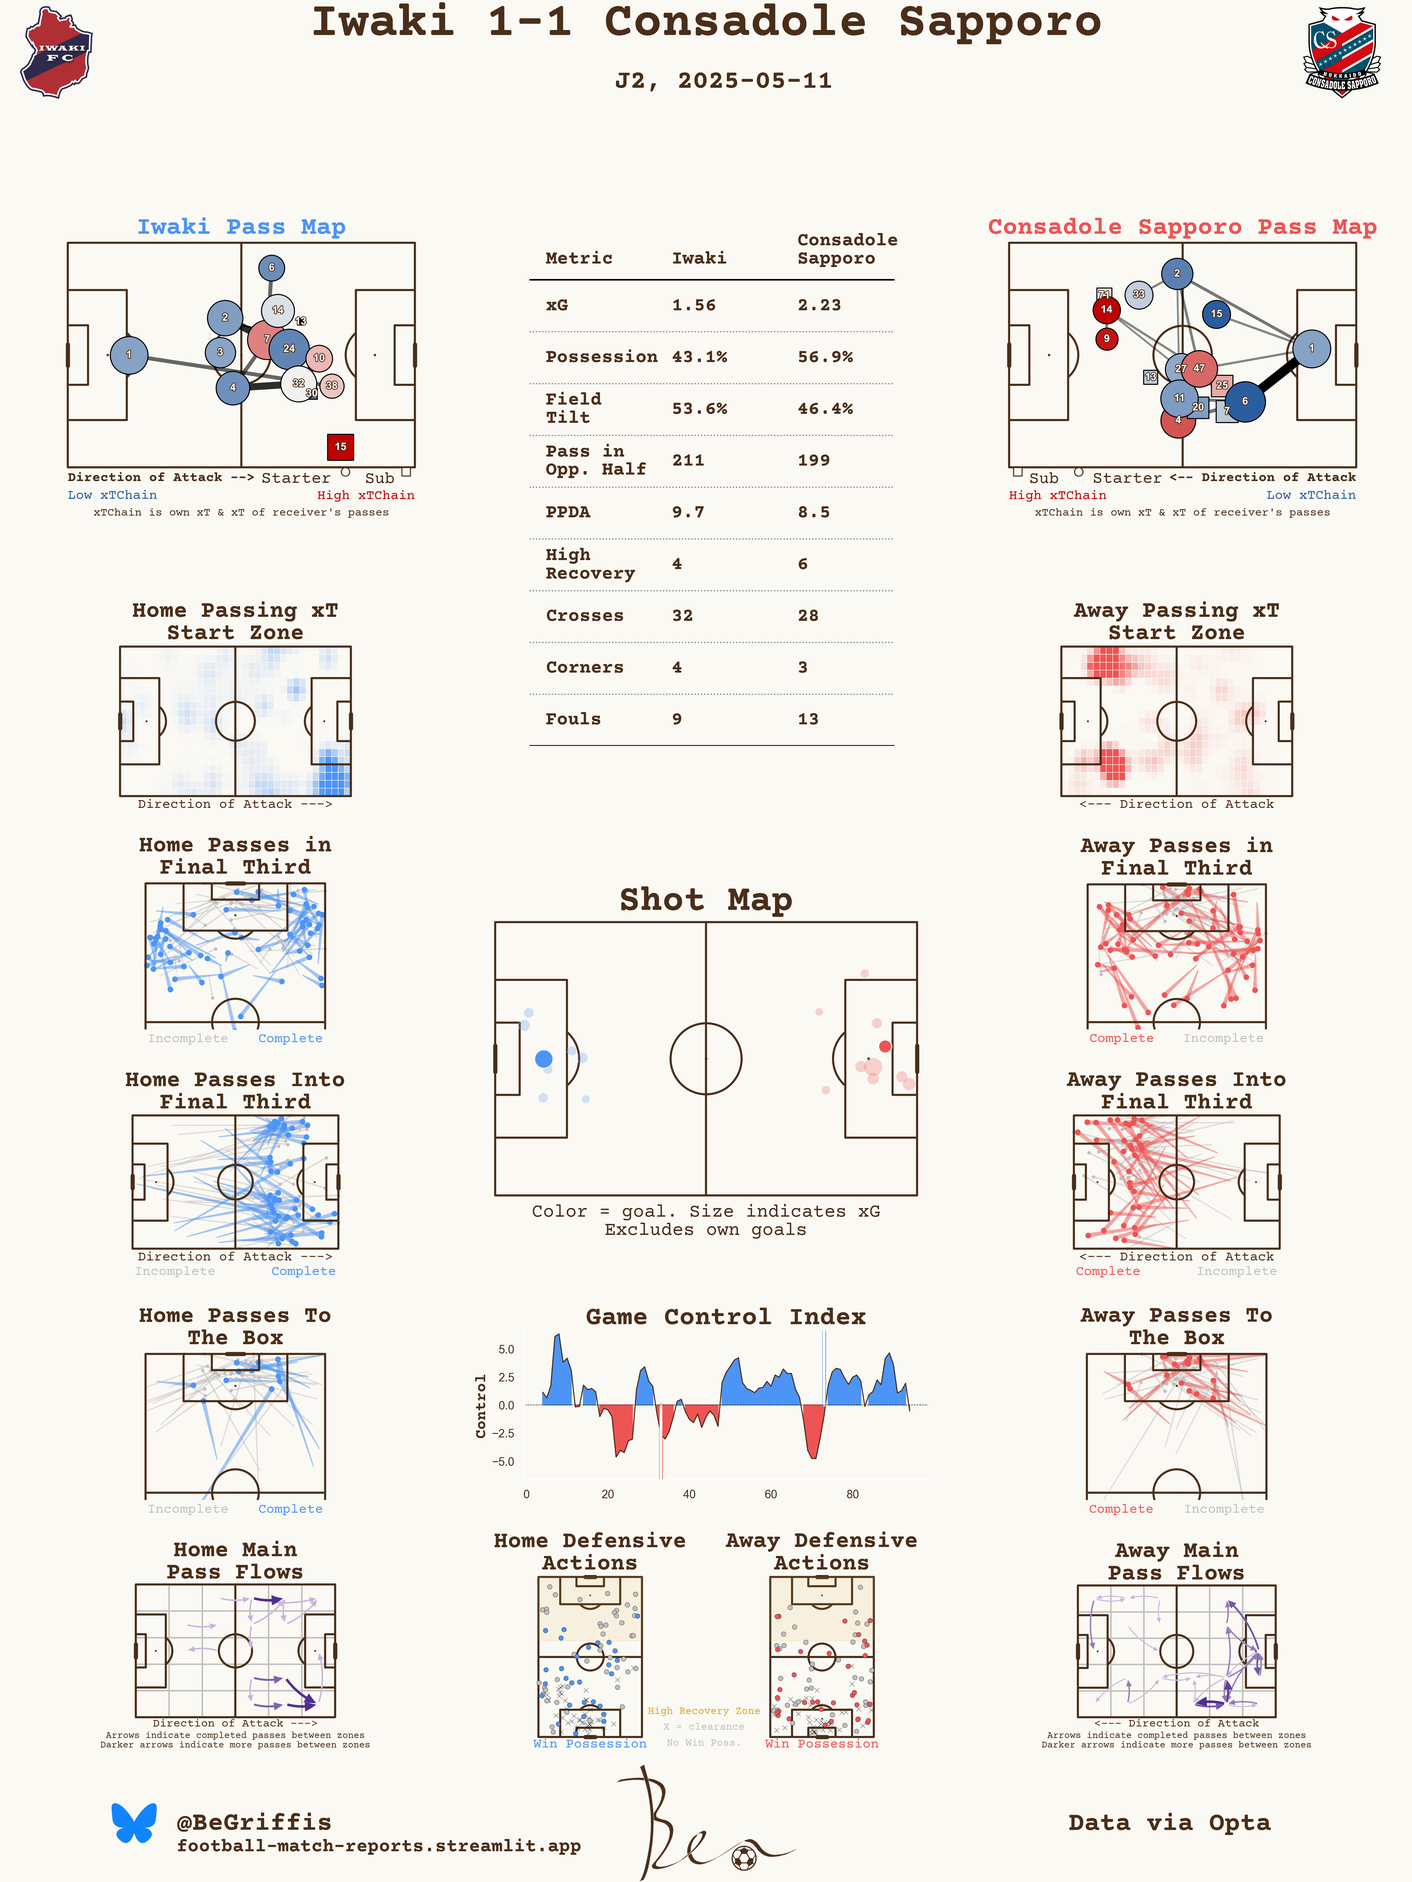 Iwaki 1-1 Consadole Sapporo
J2, 2025-05-11
IWAKI
FC
CS
HOKKAIDO
CONSADOLE SAPPORO
Iwaki Pass Map
1
2
3
4
6
14
13
7
24
10
32
30
38
15
Direction of Attack --> Starter Sub
Low xTChain High xTChain
xTChain is own xT & xT of receiver's passes
Metric Iwaki Consadole Sapporo
xG 1.56 2.23
Possession 43.1% 56.9%
Field Tilt 53.6% 46.4%
Pass in Opp. Half 211 199
PPDA 9.7 8.5
High Recovery 4 6
Crosses 32 28
Corners 4 3
Fouls 9 13
Consadole Sapporo Pass Map
2
71
33
14
15
9
1
27
47
13
25
11
20
7
6
4
Sub Starter <-- Direction of Attack
High xTChain Low xTChain
xTChain is own xT & xT of receiver's passes
Home Passing xT
Start Zone
Direction of Attack --->
Away Passing xT
Start Zone
<--- Direction of Attack
Home Passes in
Final Third
Incomplete Complete
Away Passes in
Final Third
Complete Incomplete
Shot Map
Color = goal. Size indicates xG
Excludes own goals
Home Passes Into
Final Third
Direction of Attack --->
Incomplete Complete
Away Passes Into
Final Third
<--- Direction of Attack
Complete Incomplete
Home Passes To
The Box
Incomplete Complete
Game Control Index
Control
5.0
2.5
0.0
−2.5
−5.0
0 20 40 60 80
Away Passes To
The Box
Complete Incomplete
Home Main
Pass Flows
Direction of Attack --->
Arrows indicate completed passes between zones
Darker arrows indicate more passes between zones
Home Defensive
Actions
Win Possession
High Recovery Zone
X = clearance
No Win Poss.
Away Defensive
Actions
Win Possession
Away Main
Pass Flows
<--- Direction of Attack
Arrows indicate completed passes between zones
Darker arrows indicate more passes between zones
@BeGriffis
football-match-reports.streamlit.app
Ben
Data via Opta